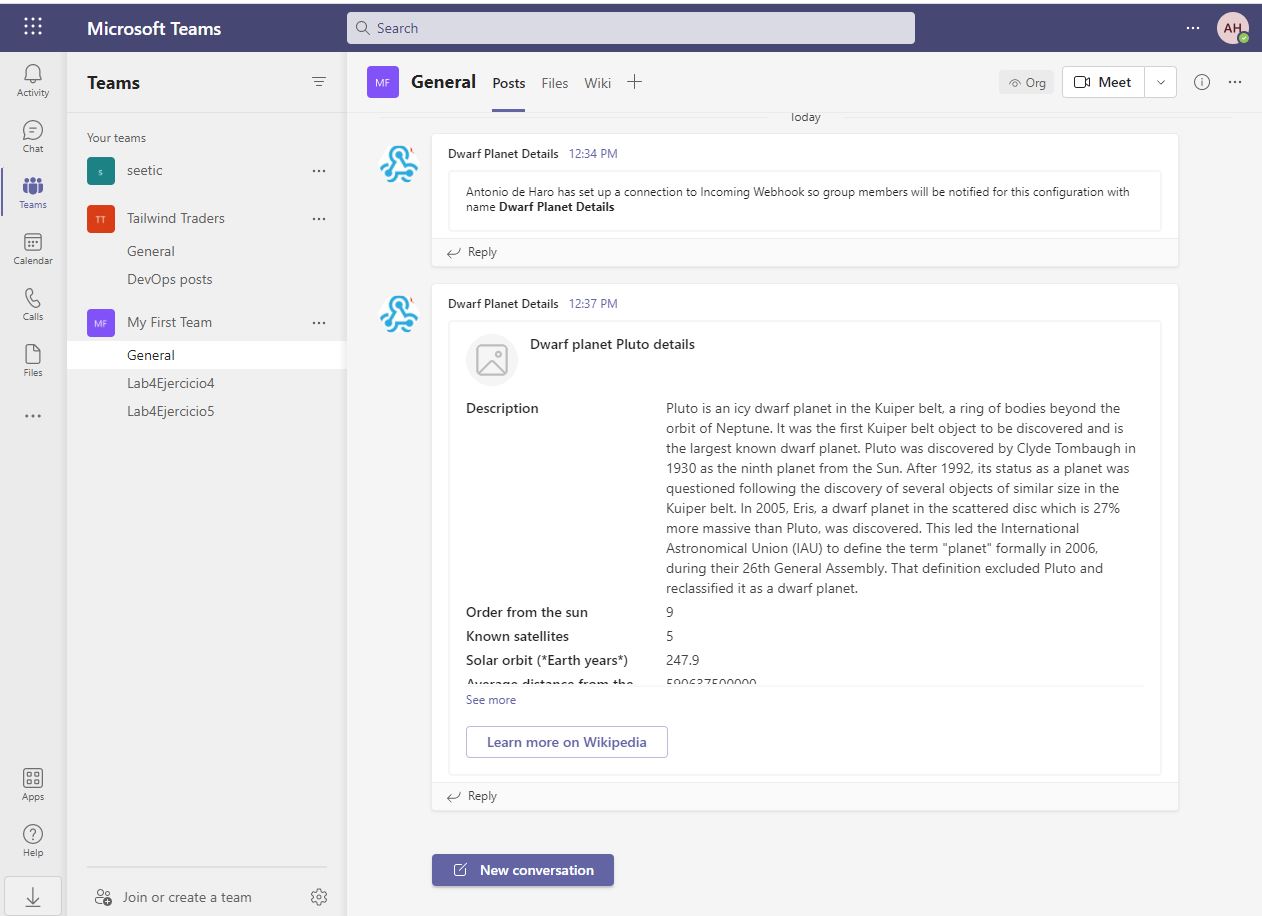 Microsoft Teams
Search
AH
Activity
Chat
Teams
Calendar
Calls
Files
Apps
Help
Teams
Your teams
s
seetic
TT
Tailwind Traders
General
DevOps posts
MF
My First Team
General
Lab4Ejercicio4
Lab4Ejercicio5
Join or create a team
MF
General
Posts
Files
Wiki
Org
Meet
Today
Dwarf Planet Details 12:34 PM
Antonio de Haro has set up a connection to Incoming Webhook so group members will be notified for this configuration with
name Dwarf Planet Details
Reply
Dwarf Planet Details 12:37 PM
Dwarf planet Pluto details
Description
Pluto is an icy dwarf planet in the Kuiper belt, a ring of bodies beyond the
orbit of Neptune. It was the first Kuiper belt object to be discovered and is
the largest known dwarf planet. Pluto was discovered by Clyde Tombaugh in
1930 as the ninth planet from the Sun. After 1992, its status as a planet was
questioned following the discovery of several objects of similar size in the
Kuiper belt. In 2005, Eris, a dwarf planet in the scattered disc which is 27%
more massive than Pluto, was discovered. This led the International
Astronomical Union (IAU) to define the term "planet" formally in 2006,
during their 26th General Assembly. That definition excluded Pluto and
reclassified it as a dwarf planet.
Order from the sun 9
Known satellites 5
Solar orbit (*Earth years*) 247.9
Average distance from the 590637500000
See more
Learn more on Wikipedia
Reply
New conversation